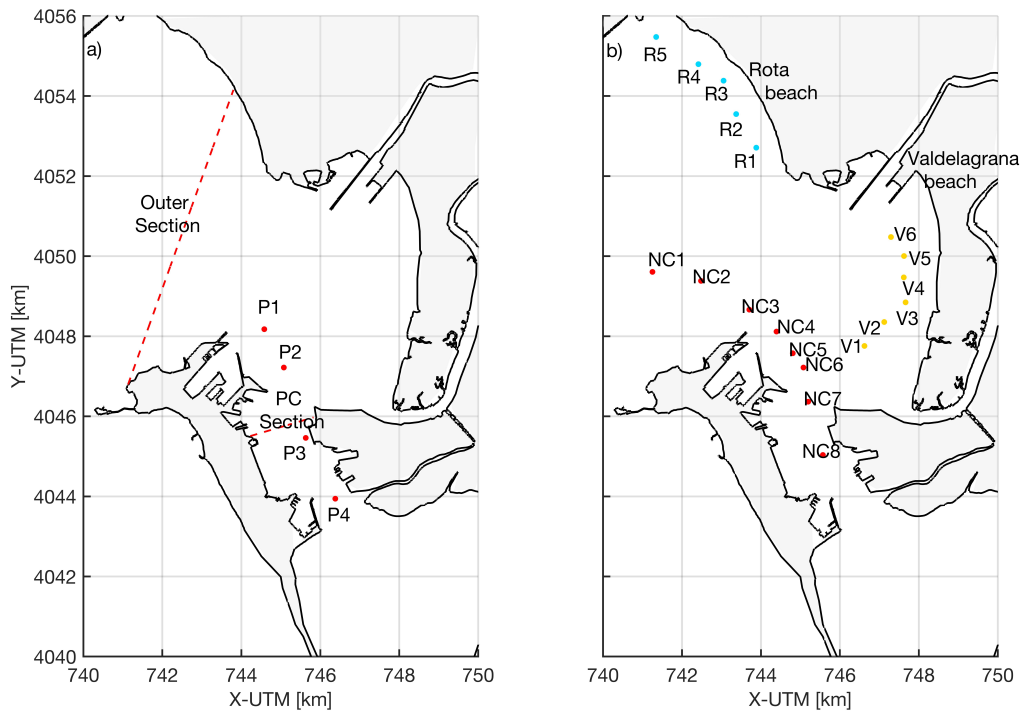 a)
Outer
Section
P1
P2
PC
Section
P3
P4
4056
4054
4052
4050
4048
4046
4044
4042
4040
740
742
744
746
748
750
Y-UTM [km]
X-UTM [km]
b)
R5
R4
R3
R2
R1
Rota
beach
Valdelagrana
beach
V6
V5
V4
V3
V2
V1
NC1
NC2
NC3
NC4
NC5
NC6
NC7
NC8
740
742
744
746
748
750
X-UTM [km]